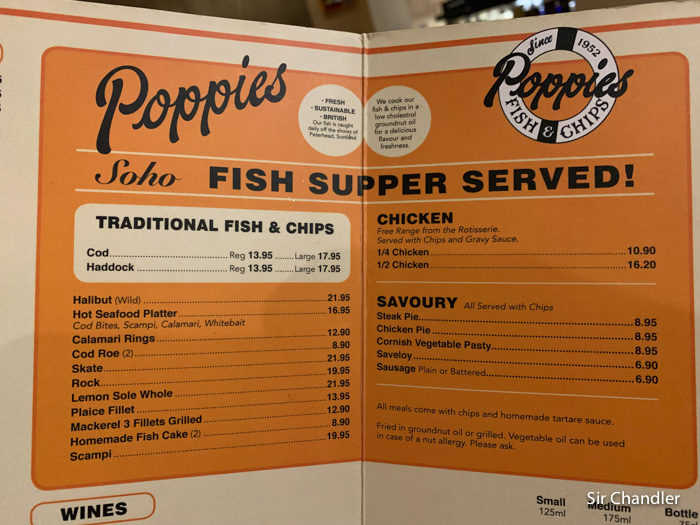 Poppies
· FRESH
· SUSTAINABLE
· BRITISH
Our fish is caught
daily off the shores of
Peterhead, Scotland
We cook our
fish & chips in a
low cholestrol
groundnut oil
for a delicious
flavour and
freshness.
Since 1952
Poppies
FISH & CHIPS
Soho FISH SUPPER SERVED!
TRADITIONAL FISH & CHIPS
Cod........ Reg 13.95 .......Large 17.95
Haddock ........ Reg 13.95 .......Large 17.95
Halibut (Wild) ........ 21.95
Hot Seafood Platter ........ 16.95
Cod Bites, Scampi, Calamari, Whitebait
Calamari Rings ........ 12.90
Cod Roe (2) ........ 8.90
Skate ........ 21.95
Rock ........ 19.95
Lemon Sole Whole ........ 21.95
Plaice Fillet ........ 13.95
Mackerel 3 Fillets Grilled ........ 12.90
Homemade Fish Cake (2) ........ 8.90
Scampi ........ 19.95
WINES
CHICKEN
Free Range from the Rotisserie.
Served with Chips and Gravy Sauce.
1/4 Chicken ........ 10.90
1/2 Chicken ........ 16.20
SAVOURY All Served with Chips
Steak Pie ........ 8.95
Chicken Pie ........ 8.95
Cornish Vegetable Pasty ........ 8.95
Saveloy ........ 6.90
Sausage Plain or Battered ........ 6.90
All meals come with chips and homemade tartare sauce.
Fried in groundnut oil or grilled. Vegetable oil can be used
in case of a nut allergy. Please ask.
Small Medium Bottle
125ml 175ml
Sir Chandler